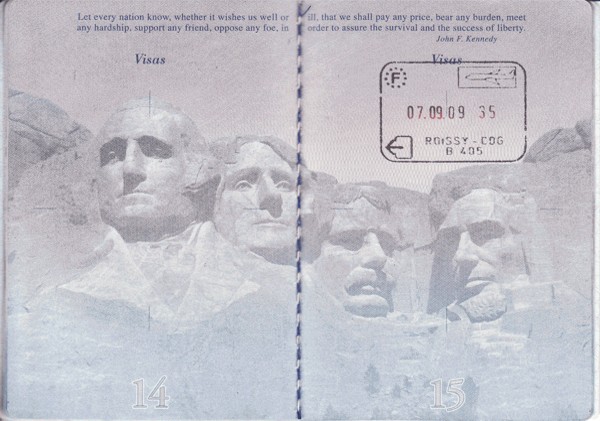 Let every nation know, whether it wishes us well or ill, that we shall pay any price, bear any burden, meet
any hardship, support any friend, oppose any foe, in order to assure the survival and the success of liberty.
John F. Kennedy
Visas
Visas
F
07.09.09 35
ROISSY - CDG
B 405
14
15